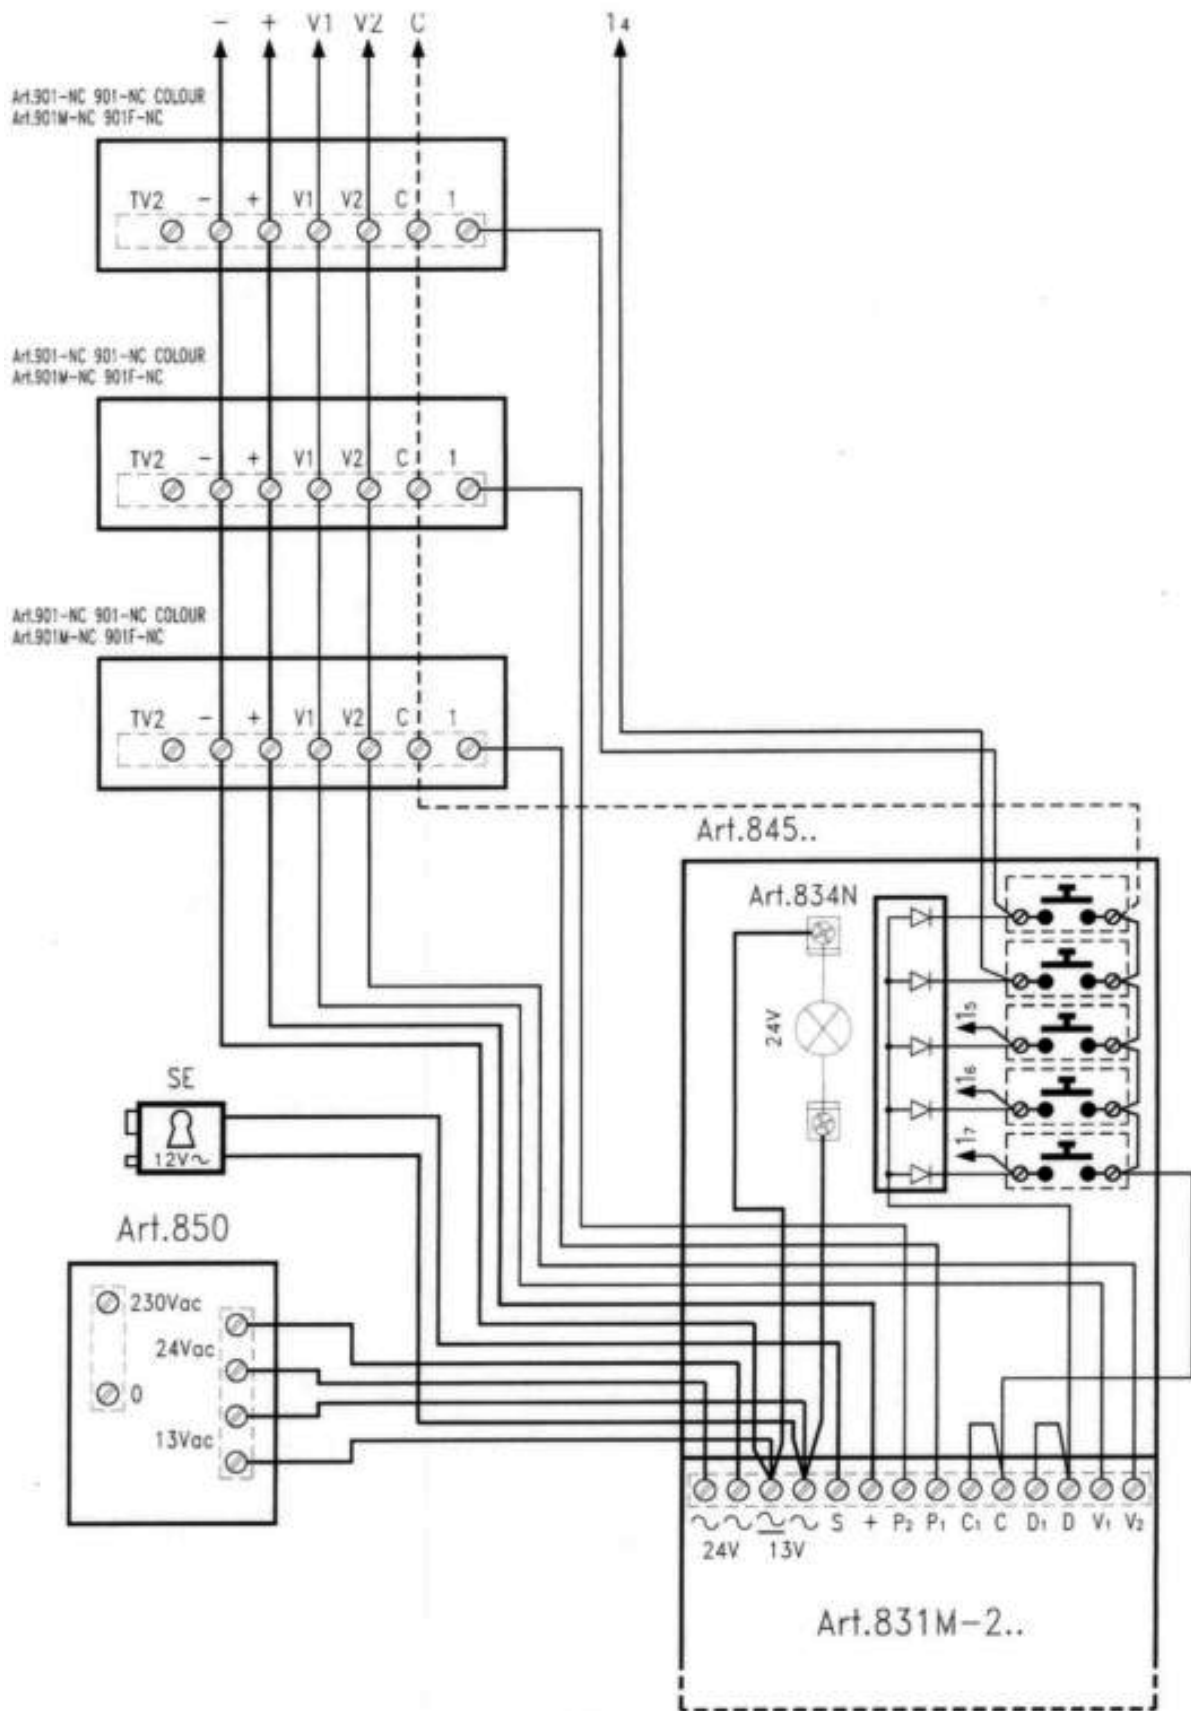 - + V1 V2 C 14
Art.901-NC 901-NC COLOUR
Art.901M-NC 901F-NC
TV2 - + V1 V2 C 1
Art.901-NC 901-NC COLOUR
Art.901M-NC 901F-NC
TV2 - + V1 V2 C 1
Art.901-NC 901-NC COLOUR
Art.901M-NC 901F-NC
TV2 - + V1 V2 C 1
Art.845..
Art.834N
24V
15
16
17
SE
12V~
Art.850
230Vac
24Vac
0
13Vac
~ ~ ~ ~ S + P2 P1 C1 C D1 D V1 V2
24V 13V
Art.831M-2..